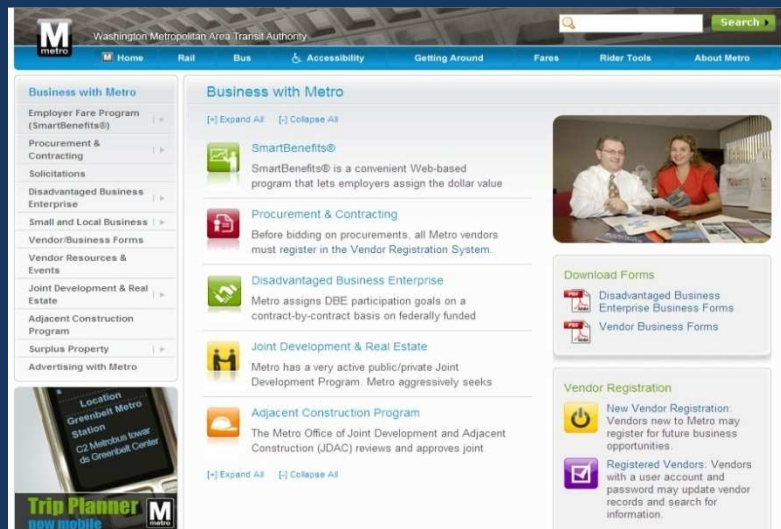 M
metro
Washington Metropolitan Area Transit Authority
Search
M Home Rail Bus Accessibility Getting Around Fares Rider Tools About Metro
Business with Metro
Employer Fare Program
(SmartBenefits®)
Procurement &
Contracting
Solicitations
Disadvantaged Business
Enterprise
Small and Local Business
Vendor/Business Forms
Vendor Resources &
Events
Joint Development & Real
Estate
Adjacent Construction
Program
Surplus Property
Advertising with Metro
Location
Greenbelt Metro
Station
C2 Metrobus towar
ds Greenbelt Center
Trip Planner
now mobile
M
metro
Business with Metro
[+] Expand All [-] Collapse All
SmartBenefits®
SmartBenefits® is a convenient Web-based
program that lets employers assign the dollar value
Procurement & Contracting
Before bidding on procurements, all Metro vendors
must register in the Vendor Registration System.
Disadvantaged Business Enterprise
Metro assigns DBE participation goals on a
contract-by-contract basis on federally funded
Joint Development & Real Estate
Metro has a very active public/private Joint
Development Program. Metro aggressively seeks
Adjacent Construction Program
The Metro Office of Joint Development and Adjacent
Construction (JDAC) reviews and approves joint
[+] Expand All [-] Collapse All
Download Forms
PDF
Disadvantaged Business
Enterprise Business Forms
PDF
Vendor Business Forms
Vendor Registration
New Vendor Registration:
Vendors new to Metro may
register for future business
opportunities.
Registered Vendors: Vendors
with a user account and
password may update vendor
records and search for
information.